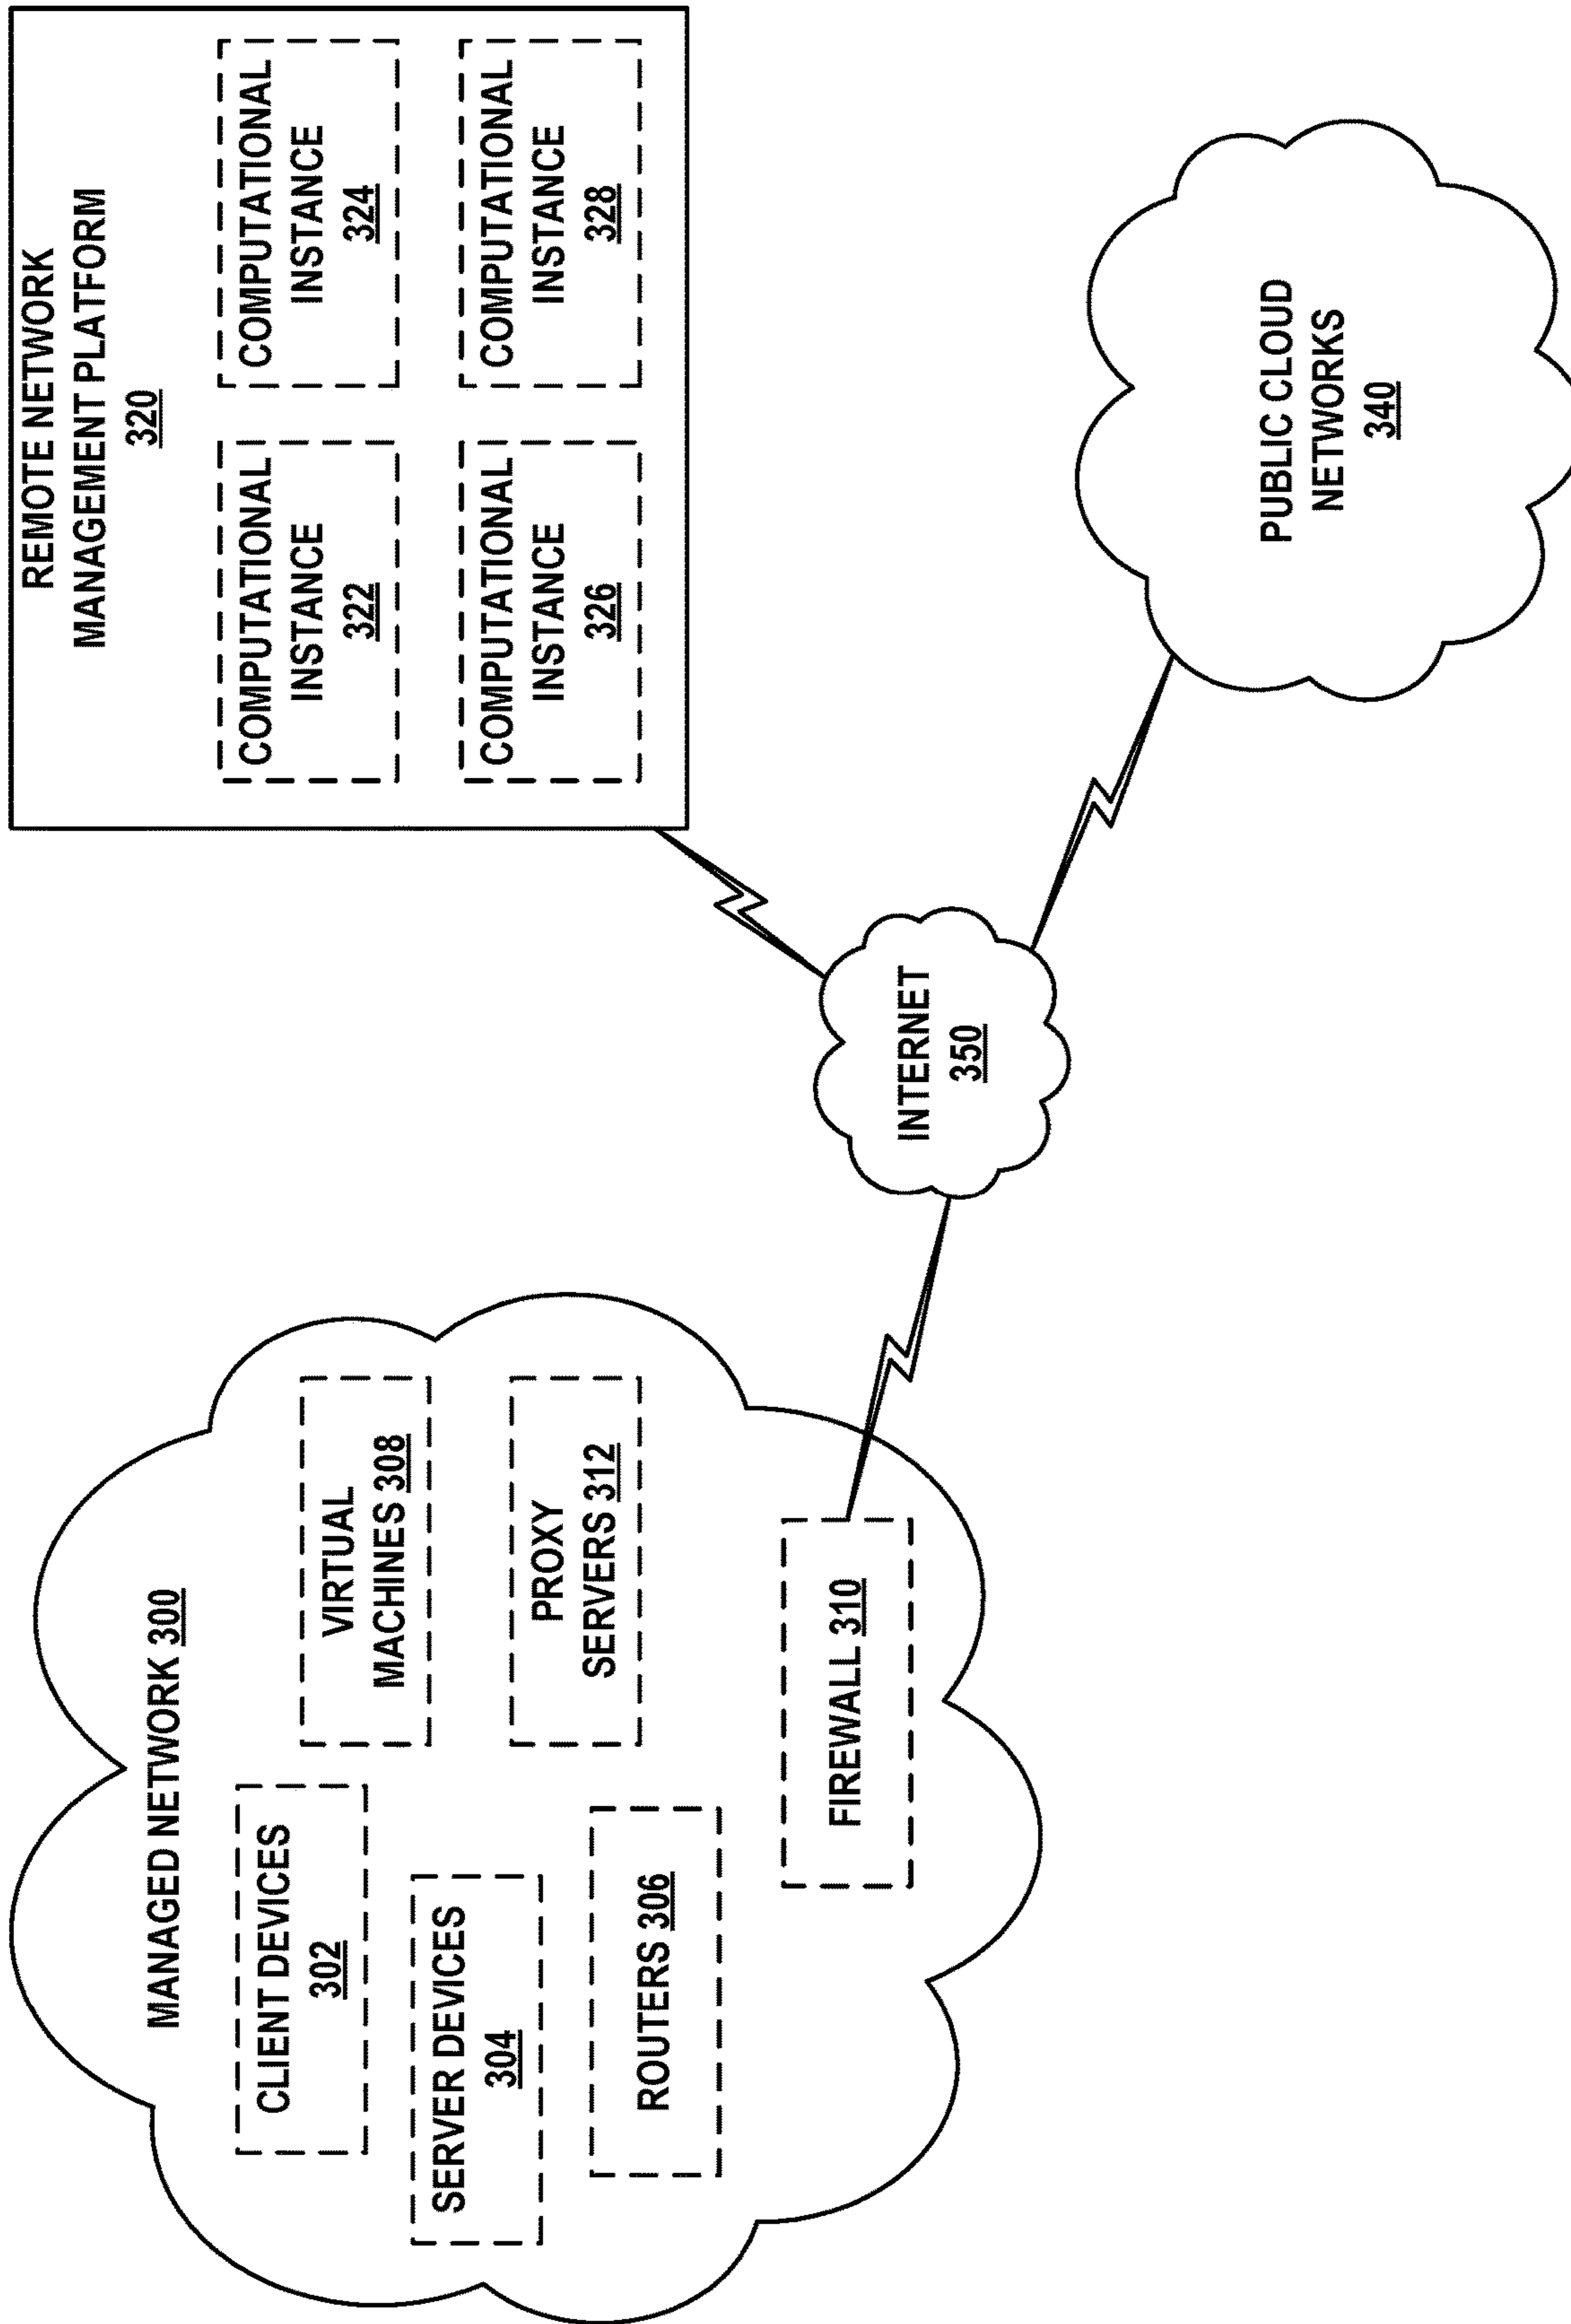 MANAGED NETWORK 300
CLIENT DEVICES
302
SERVER DEVICES
304
ROUTERS 306
VIRTUAL
MACHINES 308
PROXY
SERVERS 312
FIREWALL 310
INTERNET
350
REMOTE NETWORK
MANAGEMENT PLATFORM
320
COMPUTATIONAL
INSTANCE
322
COMPUTATIONAL
INSTANCE
324
COMPUTATIONAL
INSTANCE
326
COMPUTATIONAL
INSTANCE
328
PUBLIC CLOUD
NETWORKS
340